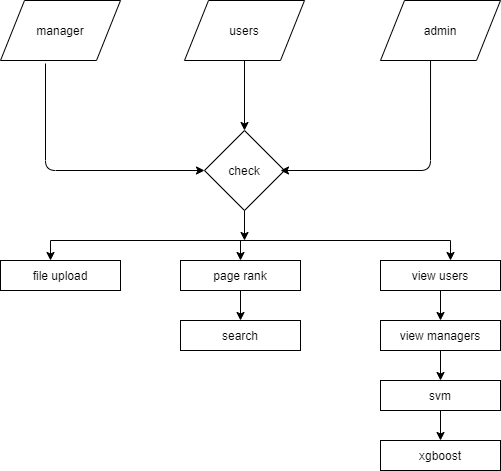 manager
users
admin
check
file upload
page rank
view users
search
view managers
svm
xgboost